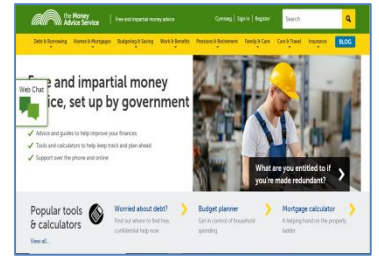 the Money
Advice Service
Free and impartial money advice
Cymraeg | Sign in | Register
Search
Debt & Borrowing Homes & Mortgages Budgeting & Saving Work & Benefits Pensions & Retirement Family & Care Cars & Travel Insurance BLOG
Web Chat
e and impartial money
ice, set up by government
Advice and guides to help improve your finances
Tools and calculators to help keep track and plan ahead
Support over the phone and online
What are you entitled to if
you're made redundant?
Popular tools
& calculators
View all...
Worried about debt?
Find out where to find free,
confidential help now
Budget planner
Get in control of household
spending
Mortgage calculator
A helping hand on the property
ladder